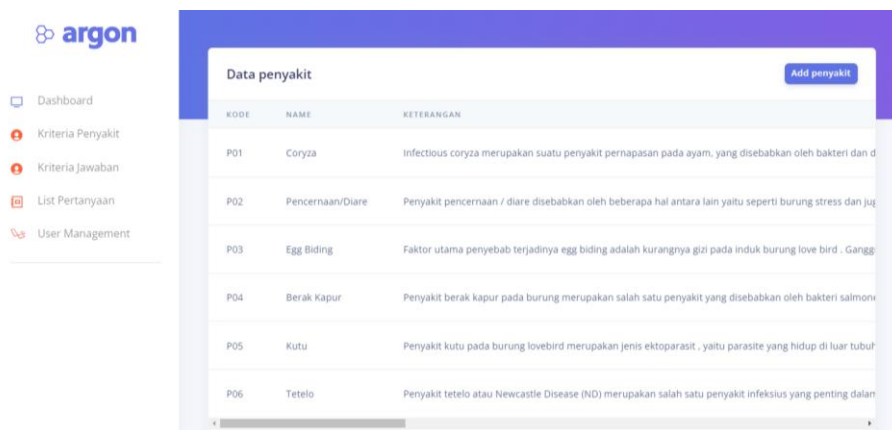 argon
Dashboard
Kriteria Penyakit
Kriteria Jawaban
List Pertanyaan
User Management
Data penyakit
Add penyakit
KODE NAME KETERANGAN
P01 Coryza Infectious coryza merupakan suatu penyakit pernapasan pada ayam, yang disebabkan oleh bakteri dan d
P02 Pencernaan/Diare Penyakit pencernaan / diare disebabkan oleh beberapa hal antara lain yaitu seperti burung stress dan jug
P03 Egg Biding Faktor utama penyebab terjadinya egg biding adalah kurangnya gizi pada induk burung love bird . Gangg
P04 Berak Kapur Penyakit berak kapur pada burung merupakan salah satu penyakit yang disebabkan oleh bakteri salmone
P05 Kutu Penyakit kutu pada burung lovebird merupakan jenis ektoparasit , yaitu parasite yang hidup di luar tubuh
P06 Tetelo Penyakit tetelo atau Newcastle Disease (ND) merupakan salah satu penyakit infeksius yang penting dalam